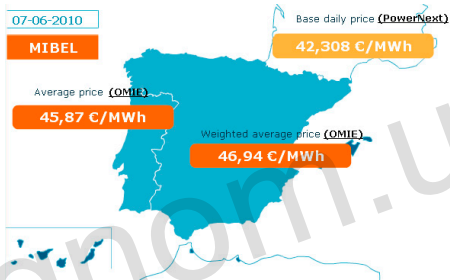 07-06-2010
Base daily price (PowerNext)
MIBEL
42,308 €/MWh
Average price (OMIE)
45,87 €/MWh
Weighted average price (OMIE)
46,94 €/MWh
gnom.u